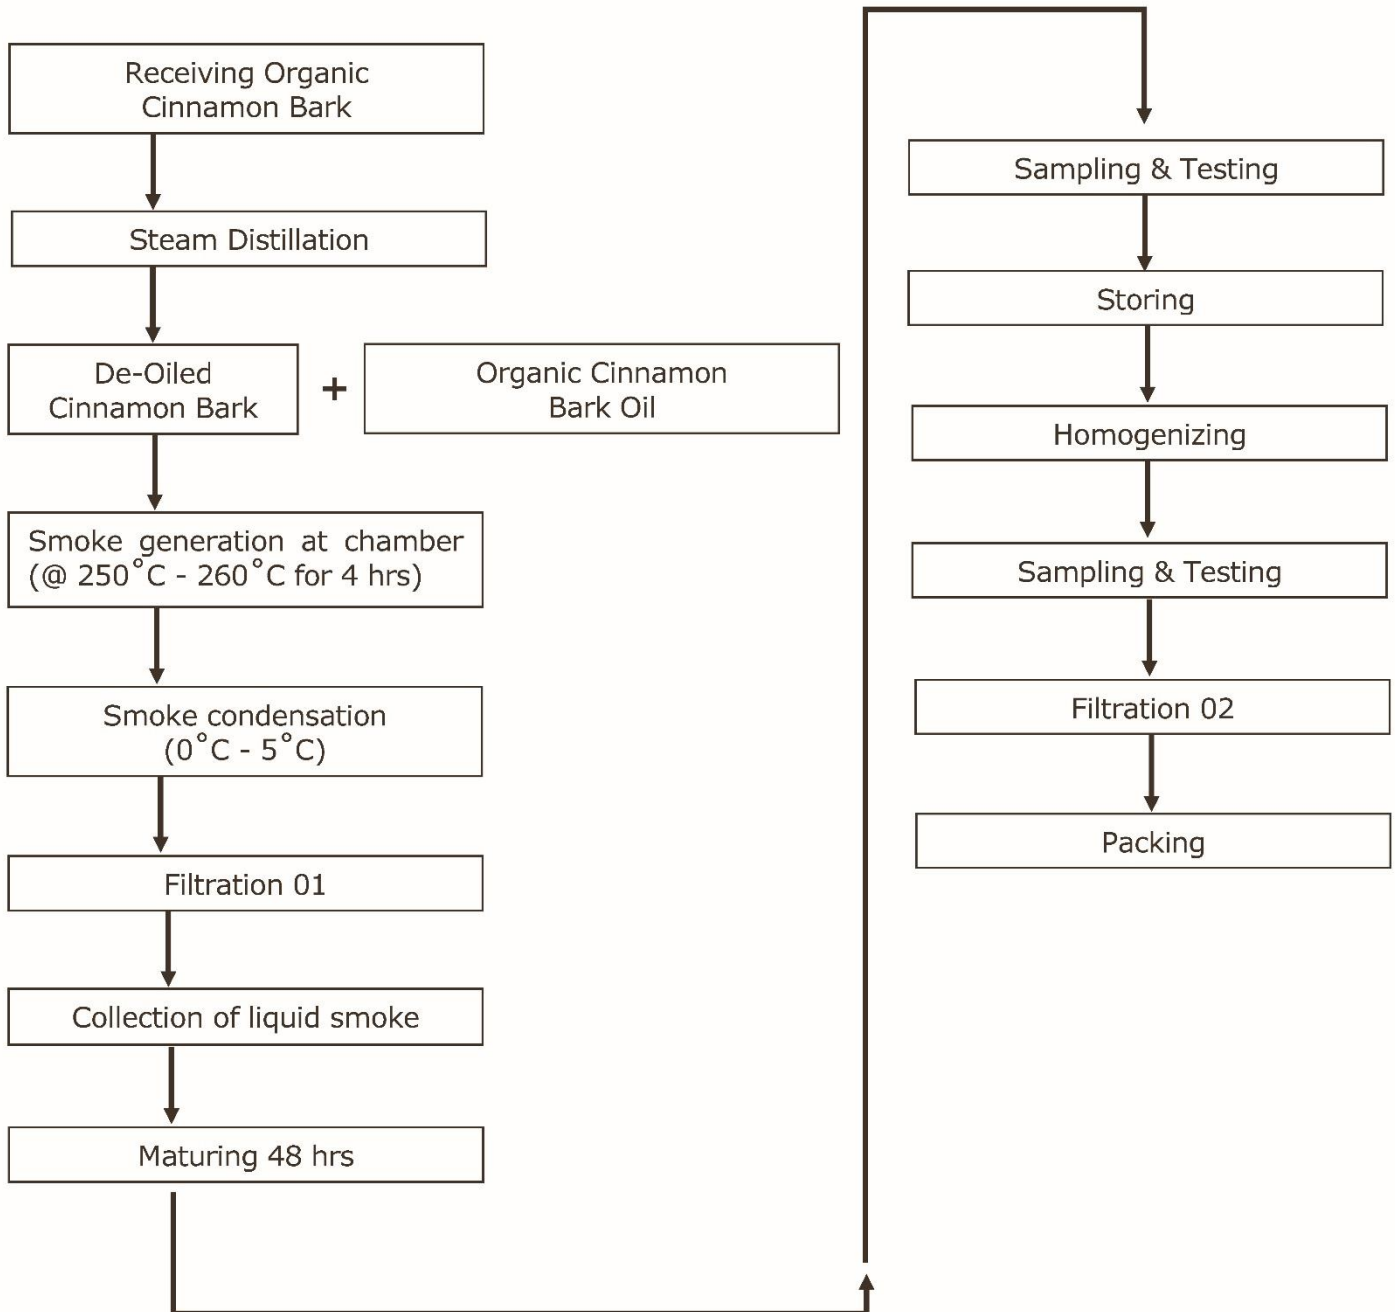 Receiving Organic
Cinnamon Bark
Steam Distillation
De-Oiled
Cinnamon Bark
+
Organic Cinnamon
Bark Oil
Smoke generation at chamber
(@ 250°C - 260°C for 4 hrs)
Smoke condensation
(0°C - 5°C)
Filtration 01
Collection of liquid smoke
Maturing 48 hrs
Sampling & Testing
Storing
Homogenizing
Sampling & Testing
Filtration 02
Packing